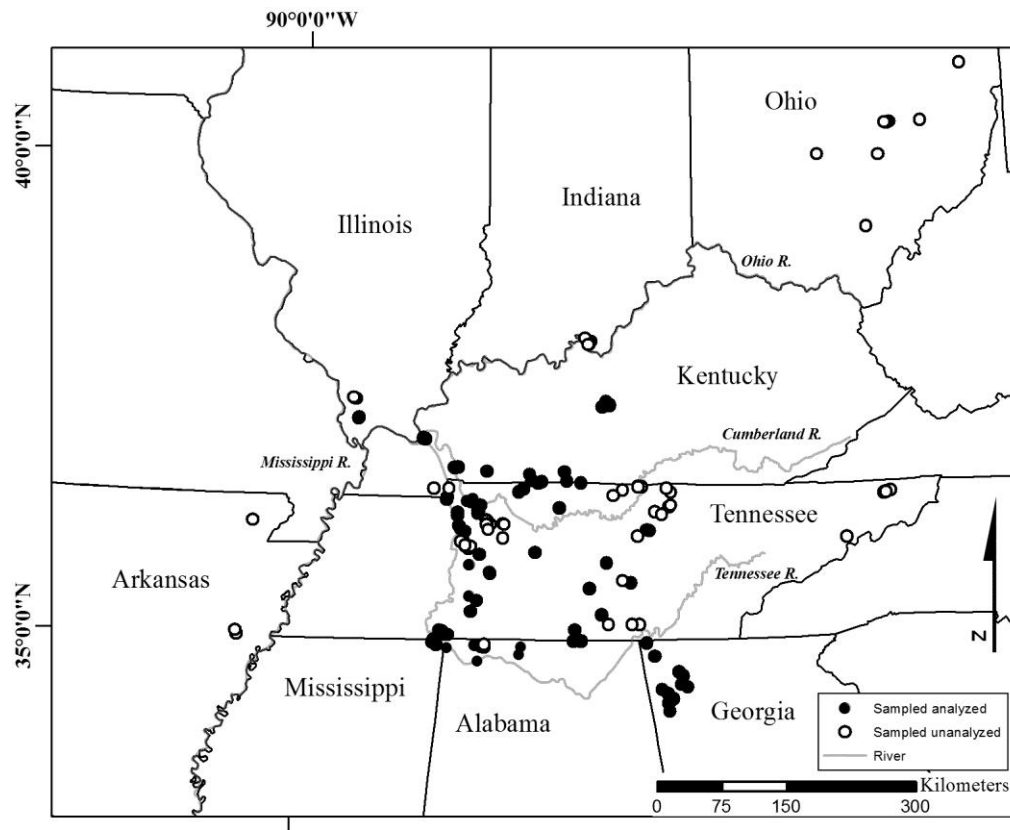 90°0'0"W
40°0'0"N
Ohio
Indiana
Illinois
Ohio R.
Kentucky
Cumberland R.
Mississippi R.
Tennessee
Arkansas
Tennessee R.
35°0'0"N
N
Mississippi
Alabama
Georgia
Sampled analyzed
Sampled unanalyzed
River
Kilometers
0 75 150 300